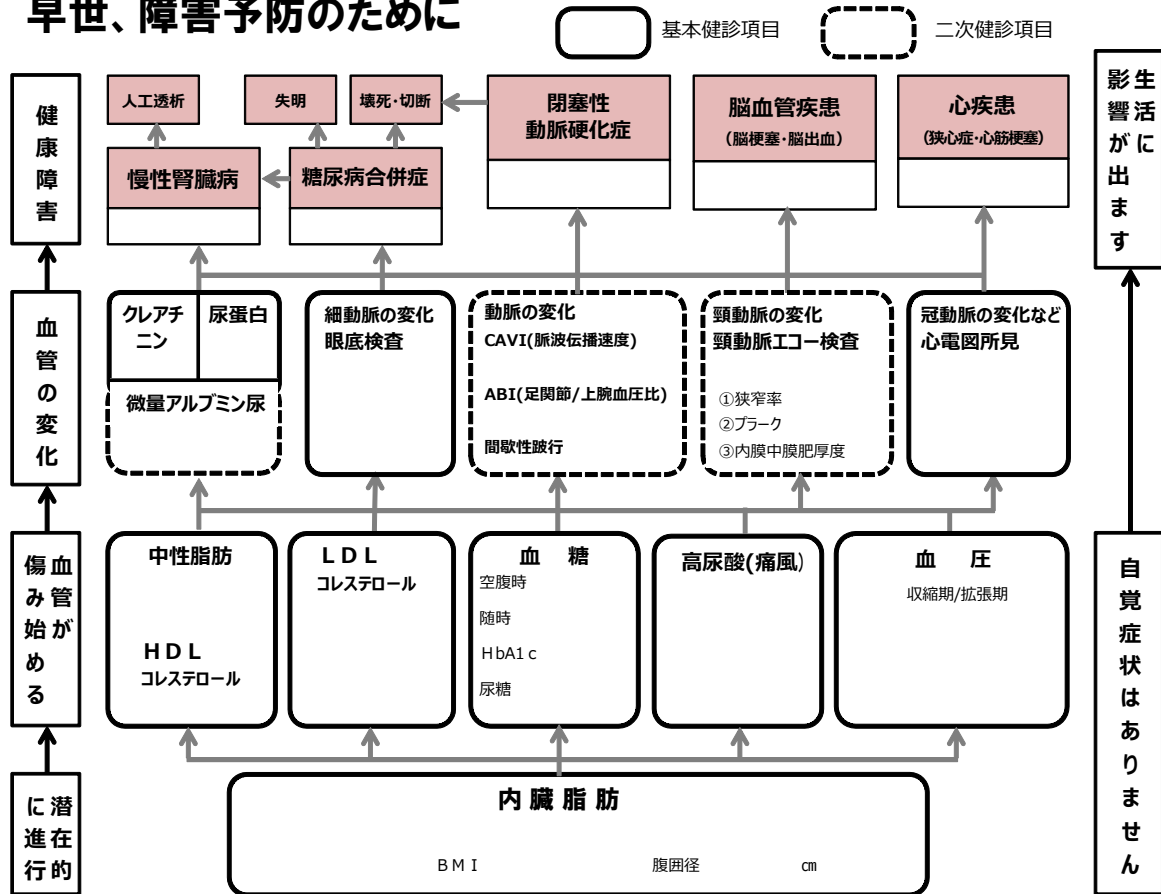 早世、障害予防のために
基本健診項目
二次健診項目
健康障害
人工透析
失明
壊死・切断
閉塞性
動脈硬化症
脳血管疾患
(脳梗塞・脳出血)
心疾患
(狭心症・心筋梗塞)
慢性腎臓病
糖尿病合併症
生活に
影響が出ます
血管の変化
クレアチ
ニン
尿蛋白
微量アルブミン尿
細動脈の変化
眼底検査
動脈の変化
CAVI(脈波伝播速度)
ABI(足関節/上腕血圧比)
間歇性跛行
頸動脈の変化
頸動脈エコー検査
①狭窄率
②プラーク
③内膜中膜肥厚度
冠動脈の変化など
心電図所見
血管が
傷み始める
中性脂肪
HDL
コレステロール
LDL
コレステロール
血 糖
空腹時
随時
HbA1c
尿糖
高尿酸(痛風)
血 圧
収縮期/拡張期
自覚症状はありません
潜在的
に進行
内臓脂肪
BMI
腹囲径
㎝